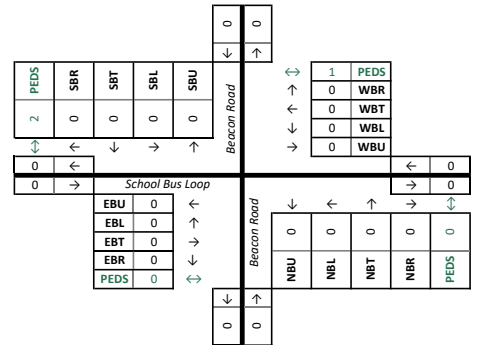 0 0
↓ ↑
PEDS SBR SBT SBL SBU
2 0 0 0 0
↕ ← ↓ → ↑
Beacon Road
↔ 1 PEDS
↑ 0 WBR
← 0 WBT
↓ 0 WBL
→ 0 WBU
0 ←
0 →
← 0
→ 0
School Bus Loop
EBU 0 ←
EBL 0 ↑
EBT 0 →
EBR 0 ↓
PEDS 0 ↔
Beacon Road
↓ ← ↑ → ↕
0 0 0 0 0
NBU NBL NBT NBR PEDS
↓ ↑
0 0